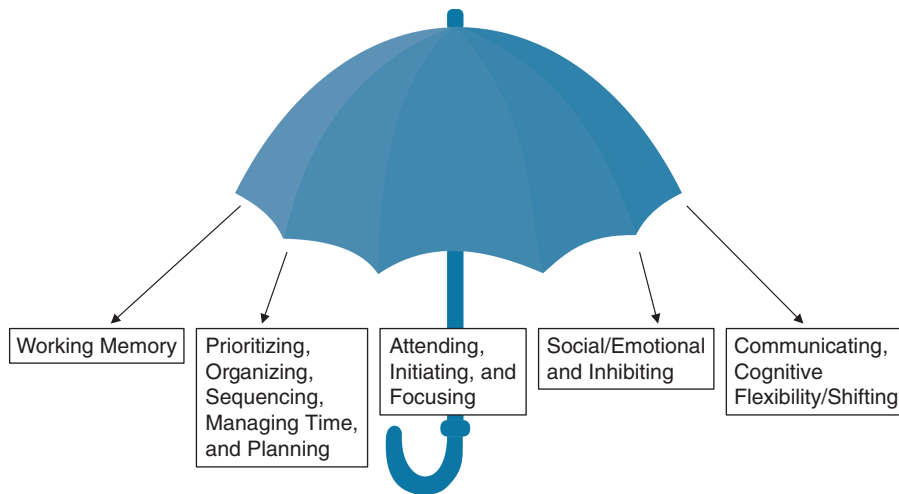 Working Memory
Prioritizing,
Organizing,
Sequencing,
Managing Time,
and Planning
Attending,
Initiating, and
Focusing
Social/Emotional
and Inhibiting
Communicating,
Cognitive
Flexibility/Shifting